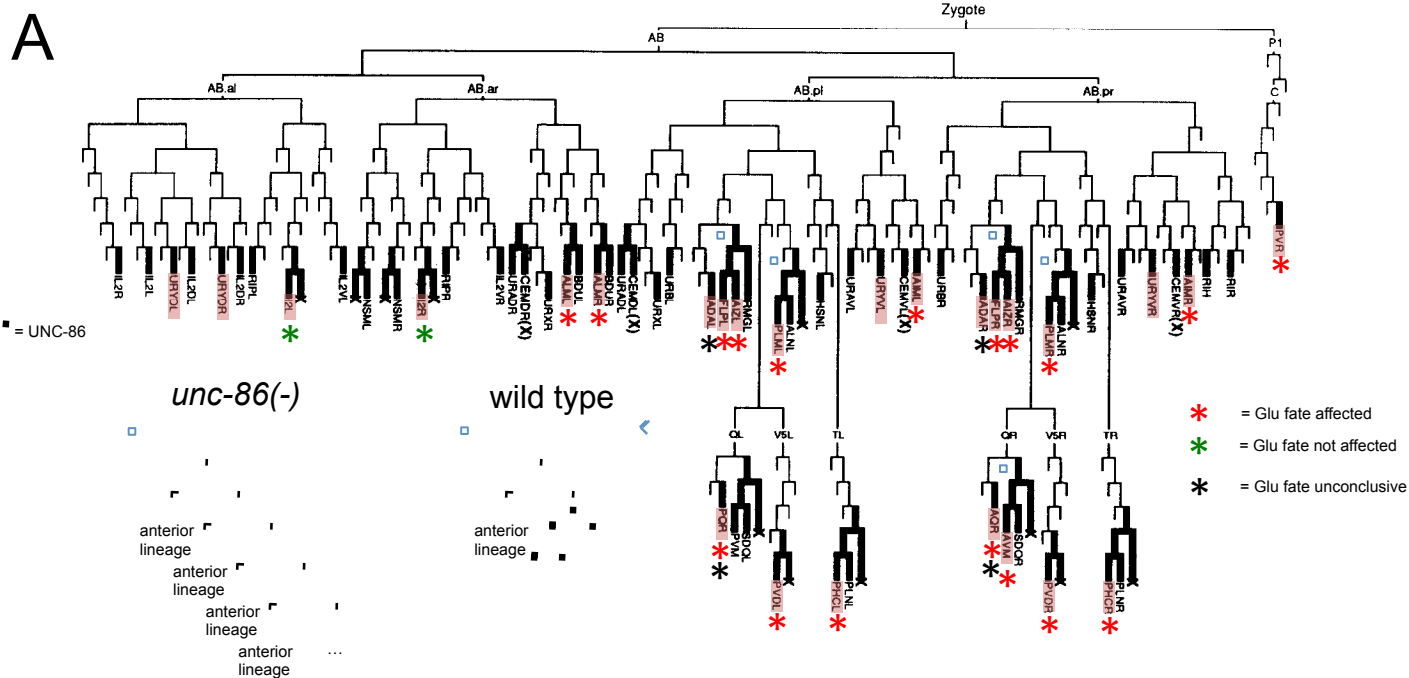 A
Zygote
AB
P1
AB.al
AB.ar
AB.pl
AB.pr
C
IL2R
IL2L
URYDL
IL2DL
URYDR
IL2DR
RIPL
I2L
X
IL2VL
X
NSML
X
NSMR
I2R
X
RIPR
IL2VR
URADR
CEMDR(X)
URXR
ALML
BDUL
ALMR
BDUR
URADL
CEMDL(X)
URXL
URBL
ADAL
FLPL
AIZL
RMGL
PLML
ALNL
X
HSNL
URAVL
URYVL
CEMVL(X)
AIML
URBR
ADAR
FLPR
AIZR
RMGR
PLMR
ALNR
X
HSNR
URAVR
URYVR
CEMVR(X)
AIMR
RIH
RIR
PVR
= UNC-86
unc-86(-)
wild type
anterior
lineage
anterior
lineage
anterior
lineage
anterior
lineage
...
anterior
lineage
QL
V5L
TL
QR
V5R
TR
PQR
PVM
SDQL
X
PVDL
X
PHCL
PLNL
X
AQR
AVM
SDQR
X
PVDR
X
PHCR
PLNR
X
= Glu fate affected
= Glu fate not affected
= Glu fate unconclusive